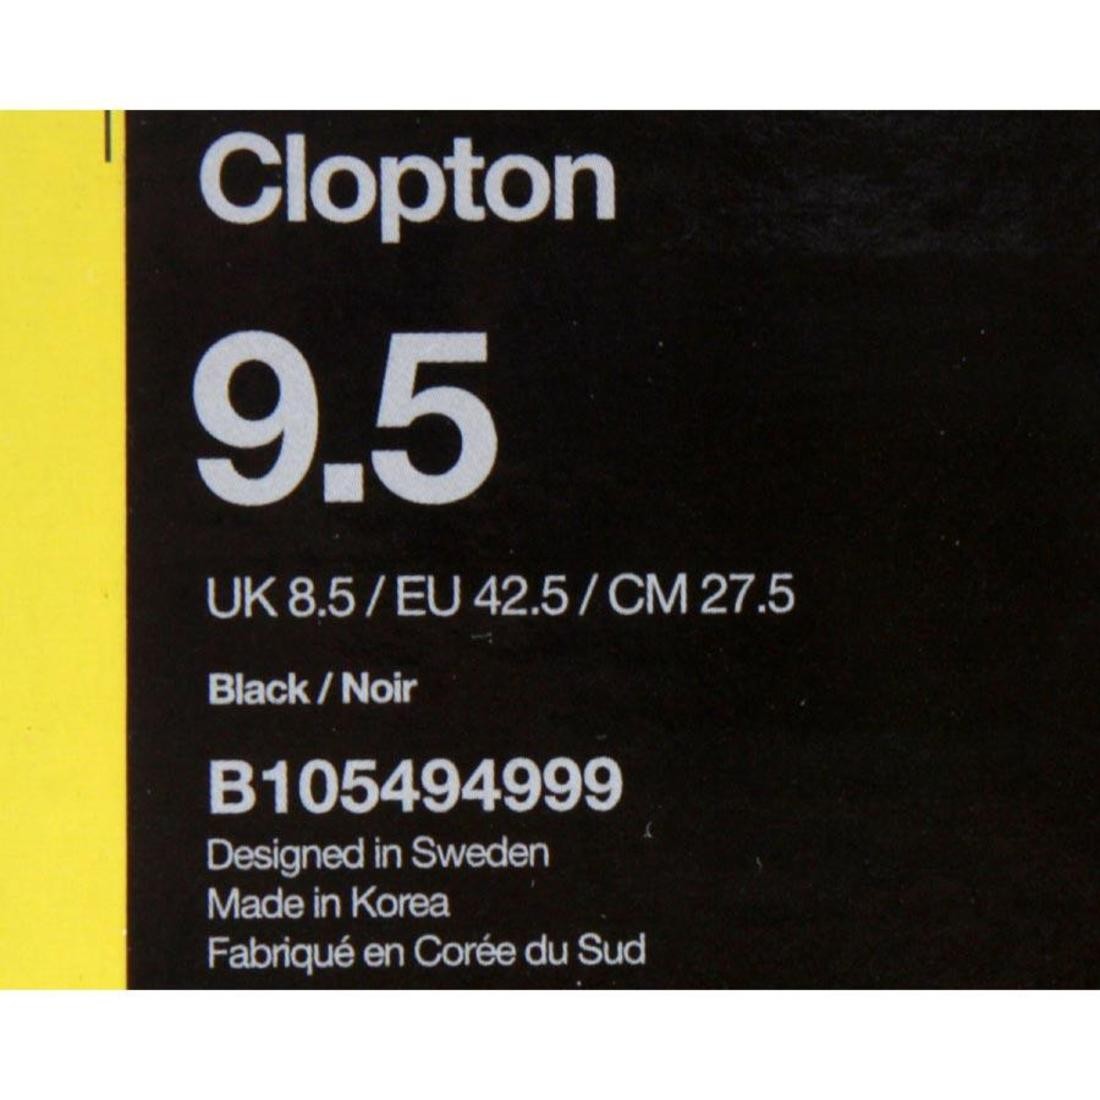 Clopton
9.5
UK 8.5 / EU 42.5 / CM 27.5
Black / Noir
B105494999
Designed in Sweden
Made in Korea
Fabriqué en Corée du Sud